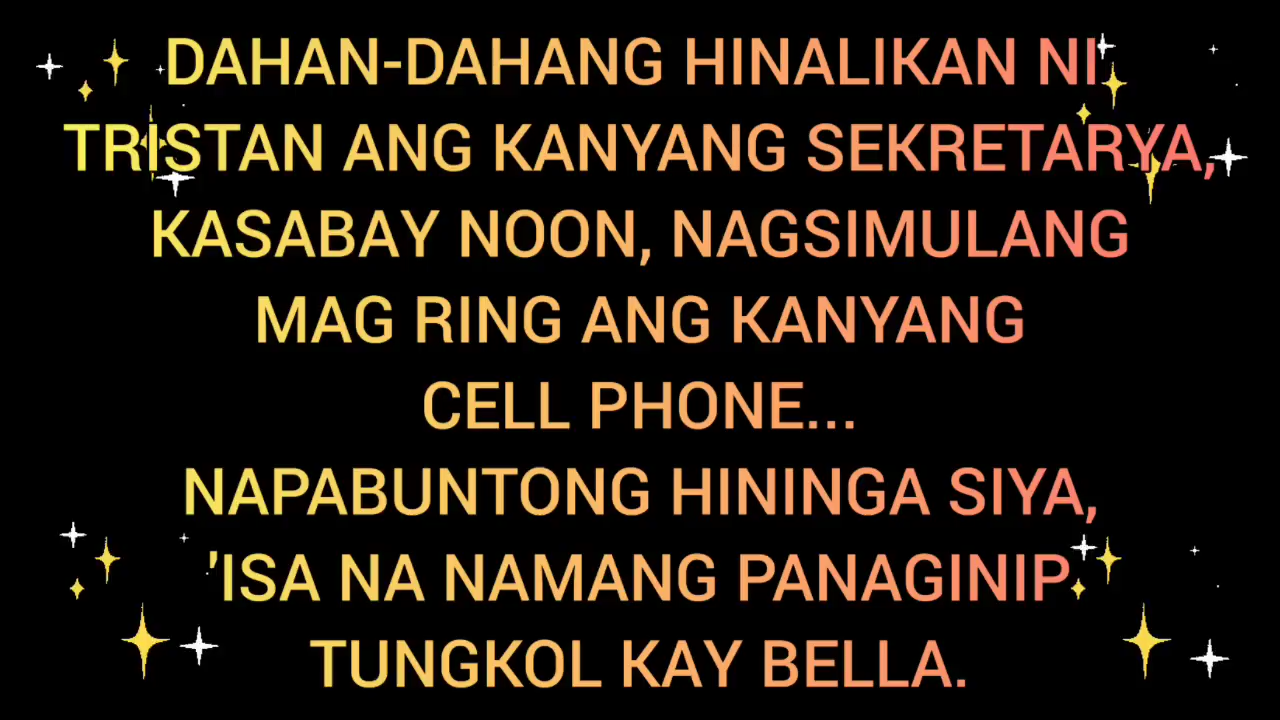 DAHAN-DAHANG HINALIKAN NI
TRISTAN ANG KANYANG SEKRETARYA,
KASABAY NOON, NAGSIMULANG
MAG RING ANG KANYANG
CELL PHONE...
NAPABUNTONG HININGA SIYA,
'ISA NA NAMANG PANAGINIP
TUNGKOL KAY BELLA.